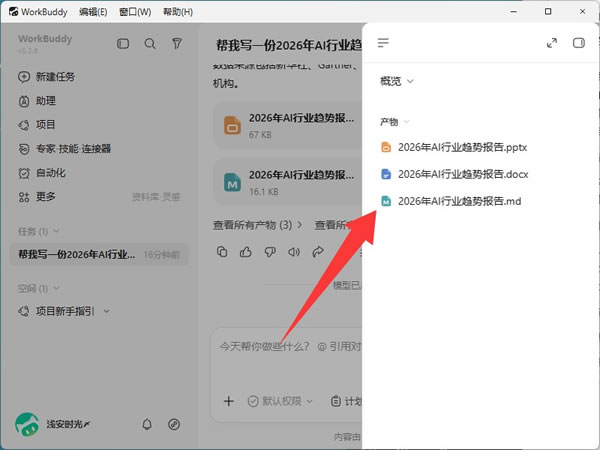 WorkBuddy 编辑(E) 窗口(W) 帮助(H)
WorkBuddy
v5.2.6
新建任务
助理
项目
专家·技能·连接器
自动化
更多 资料库·灵感
任务 (1)
帮我写一份2026年AI行业... 16分钟前
空间 (1)
项目新手指引
浅安时光
帮我写一份2026年AI行业趋
数据来源包括新华社、Gartner、
机构。
2026年AI行业趋势报...
67 KB
2026年AI行业趋势报...
16.1 KB
查看所有产物 (3) 查看所
模型已
今天帮你做些什么？ @ 引用对
默认权限 计划
内容由
概览
产物
2026年AI行业趋势报告.pptx
2026年AI行业趋势报告.docx
2026年AI行业趋势报告.md